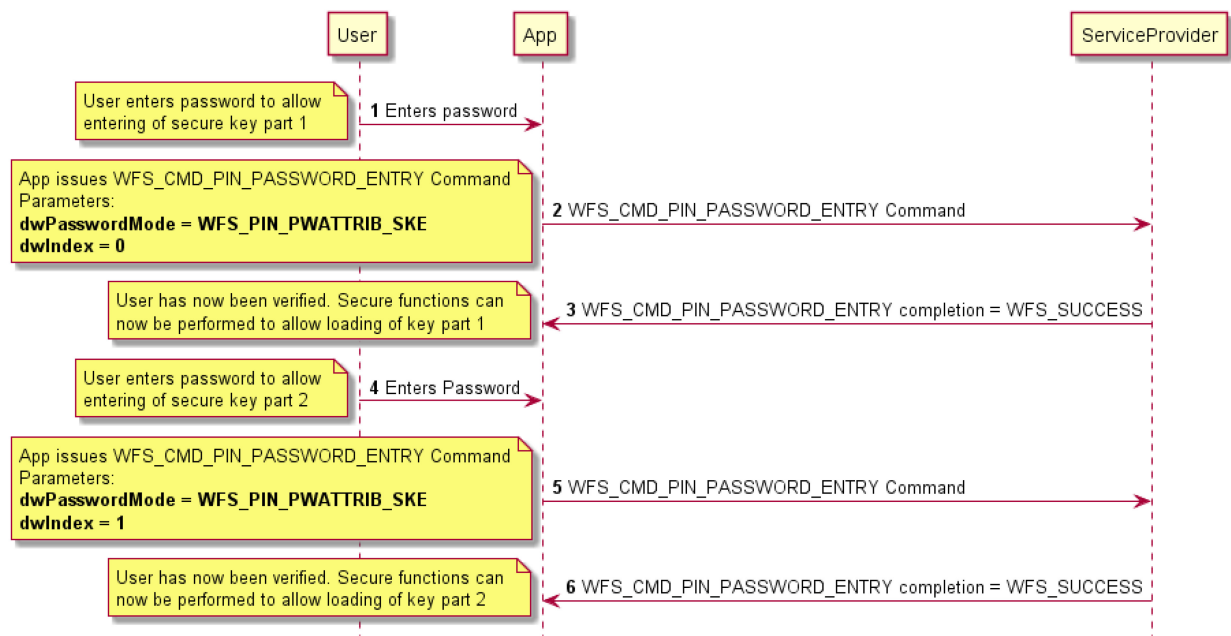 User
App
ServiceProvider
User enters password to allow
entering of secure key part 1
1 Enters password
App issues WFS_CMD_PIN_PASSWORD_ENTRY Command
Parameters:
dwPasswordMode = WFS_PIN_PWATTRIB_SKE
dwIndex = 0
2 WFS_CMD_PIN_PASSWORD_ENTRY Command
User has now been verified. Secure functions can
now be performed to allow loading of key part 1
3 WFS_CMD_PIN_PASSWORD_ENTRY completion = WFS_SUCCESS
User enters password to allow
entering of secure key part 2
4 Enters Password
App issues WFS_CMD_PIN_PASSWORD_ENTRY Command
Parameters:
dwPasswordMode = WFS_PIN_PWATTRIB_SKE
dwIndex = 1
5 WFS_CMD_PIN_PASSWORD_ENTRY Command
User has now been verified. Secure functions can
now be performed to allow loading of key part 2
6 WFS_CMD_PIN_PASSWORD_ENTRY completion = WFS_SUCCESS